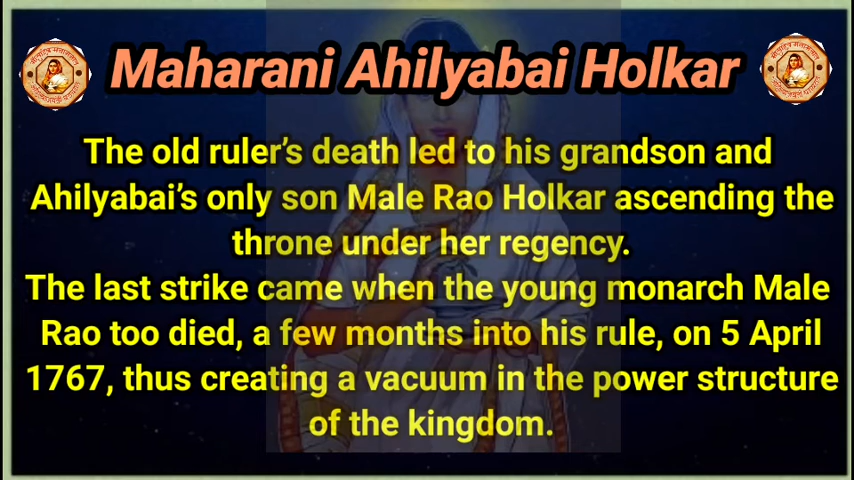 Maharani Ahilyabai Holkar
The old ruler's death led to his grandson and
Ahilyabai's only son Male Rao Holkar ascending the
throne under her regency.
The last strike came when the young monarch Male
Rao too died, a few months into his rule, on 5 April
1767, thus creating a vacuum in the power structure
of the kingdom.